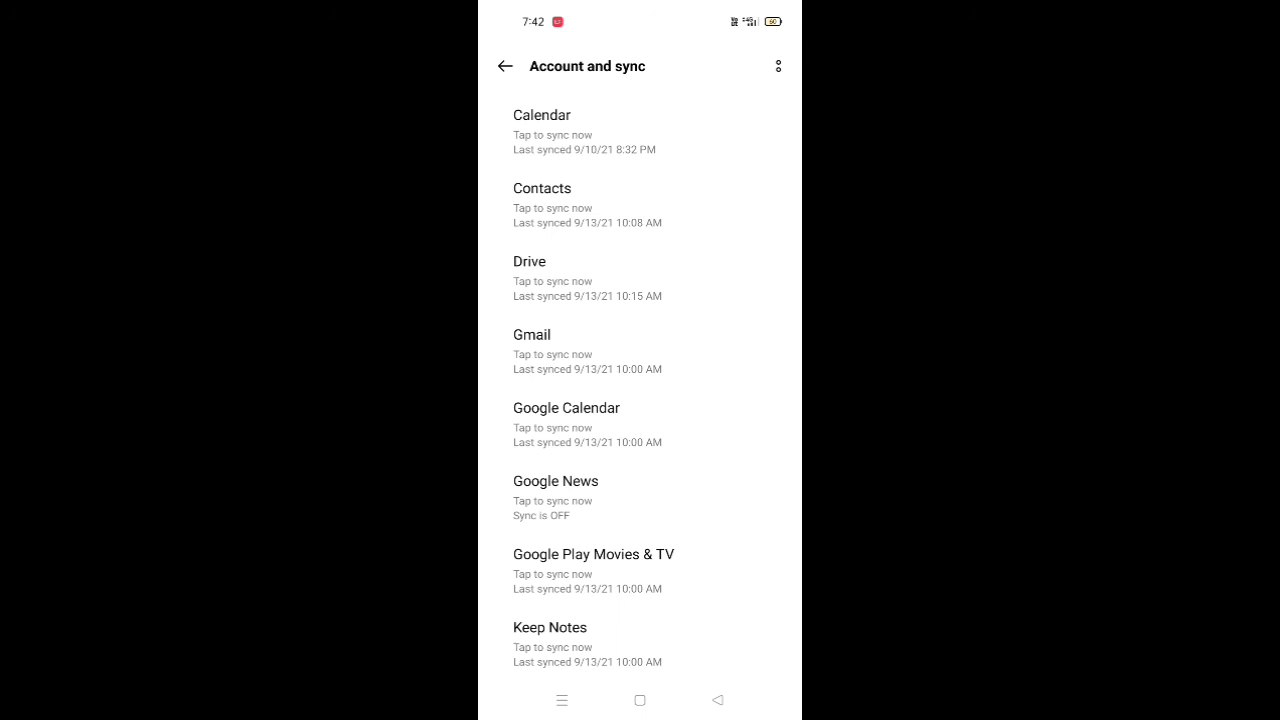 7:42
60
Account and sync
Calendar
Tap to sync now
Last synced 9/10/21 8:32 PM
Contacts
Tap to sync now
Last synced 9/13/21 10:08 AM
Drive
Tap to sync now
Last synced 9/13/21 10:15 AM
Gmail
Tap to sync now
Last synced 9/13/21 10:00 AM
Google Calendar
Tap to sync now
Last synced 9/13/21 10:00 AM
Google News
Tap to sync now
Sync is OFF
Google Play Movies & TV
Tap to sync now
Last synced 9/13/21 10:00 AM
Keep Notes
Tap to sync now
Last synced 9/13/21 10:00 AM